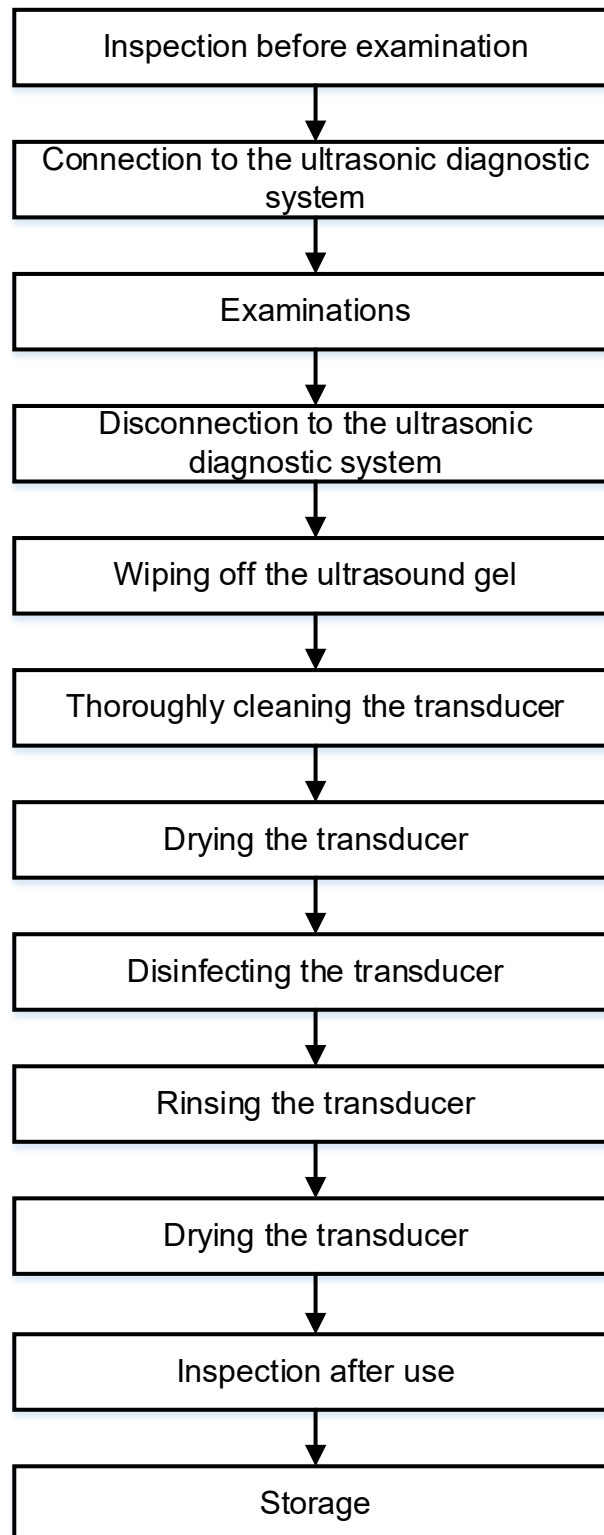 Inspection before examination
Connection to the ultrasonic diagnostic
system
Examinations
Disconnection to the ultrasonic
diagnostic system
Wiping off the ultrasound gel
Thoroughly cleaning the transducer
Drying the transducer
Disinfecting the transducer
Rinsing the transducer
Drying the transducer
Inspection after use
Storage